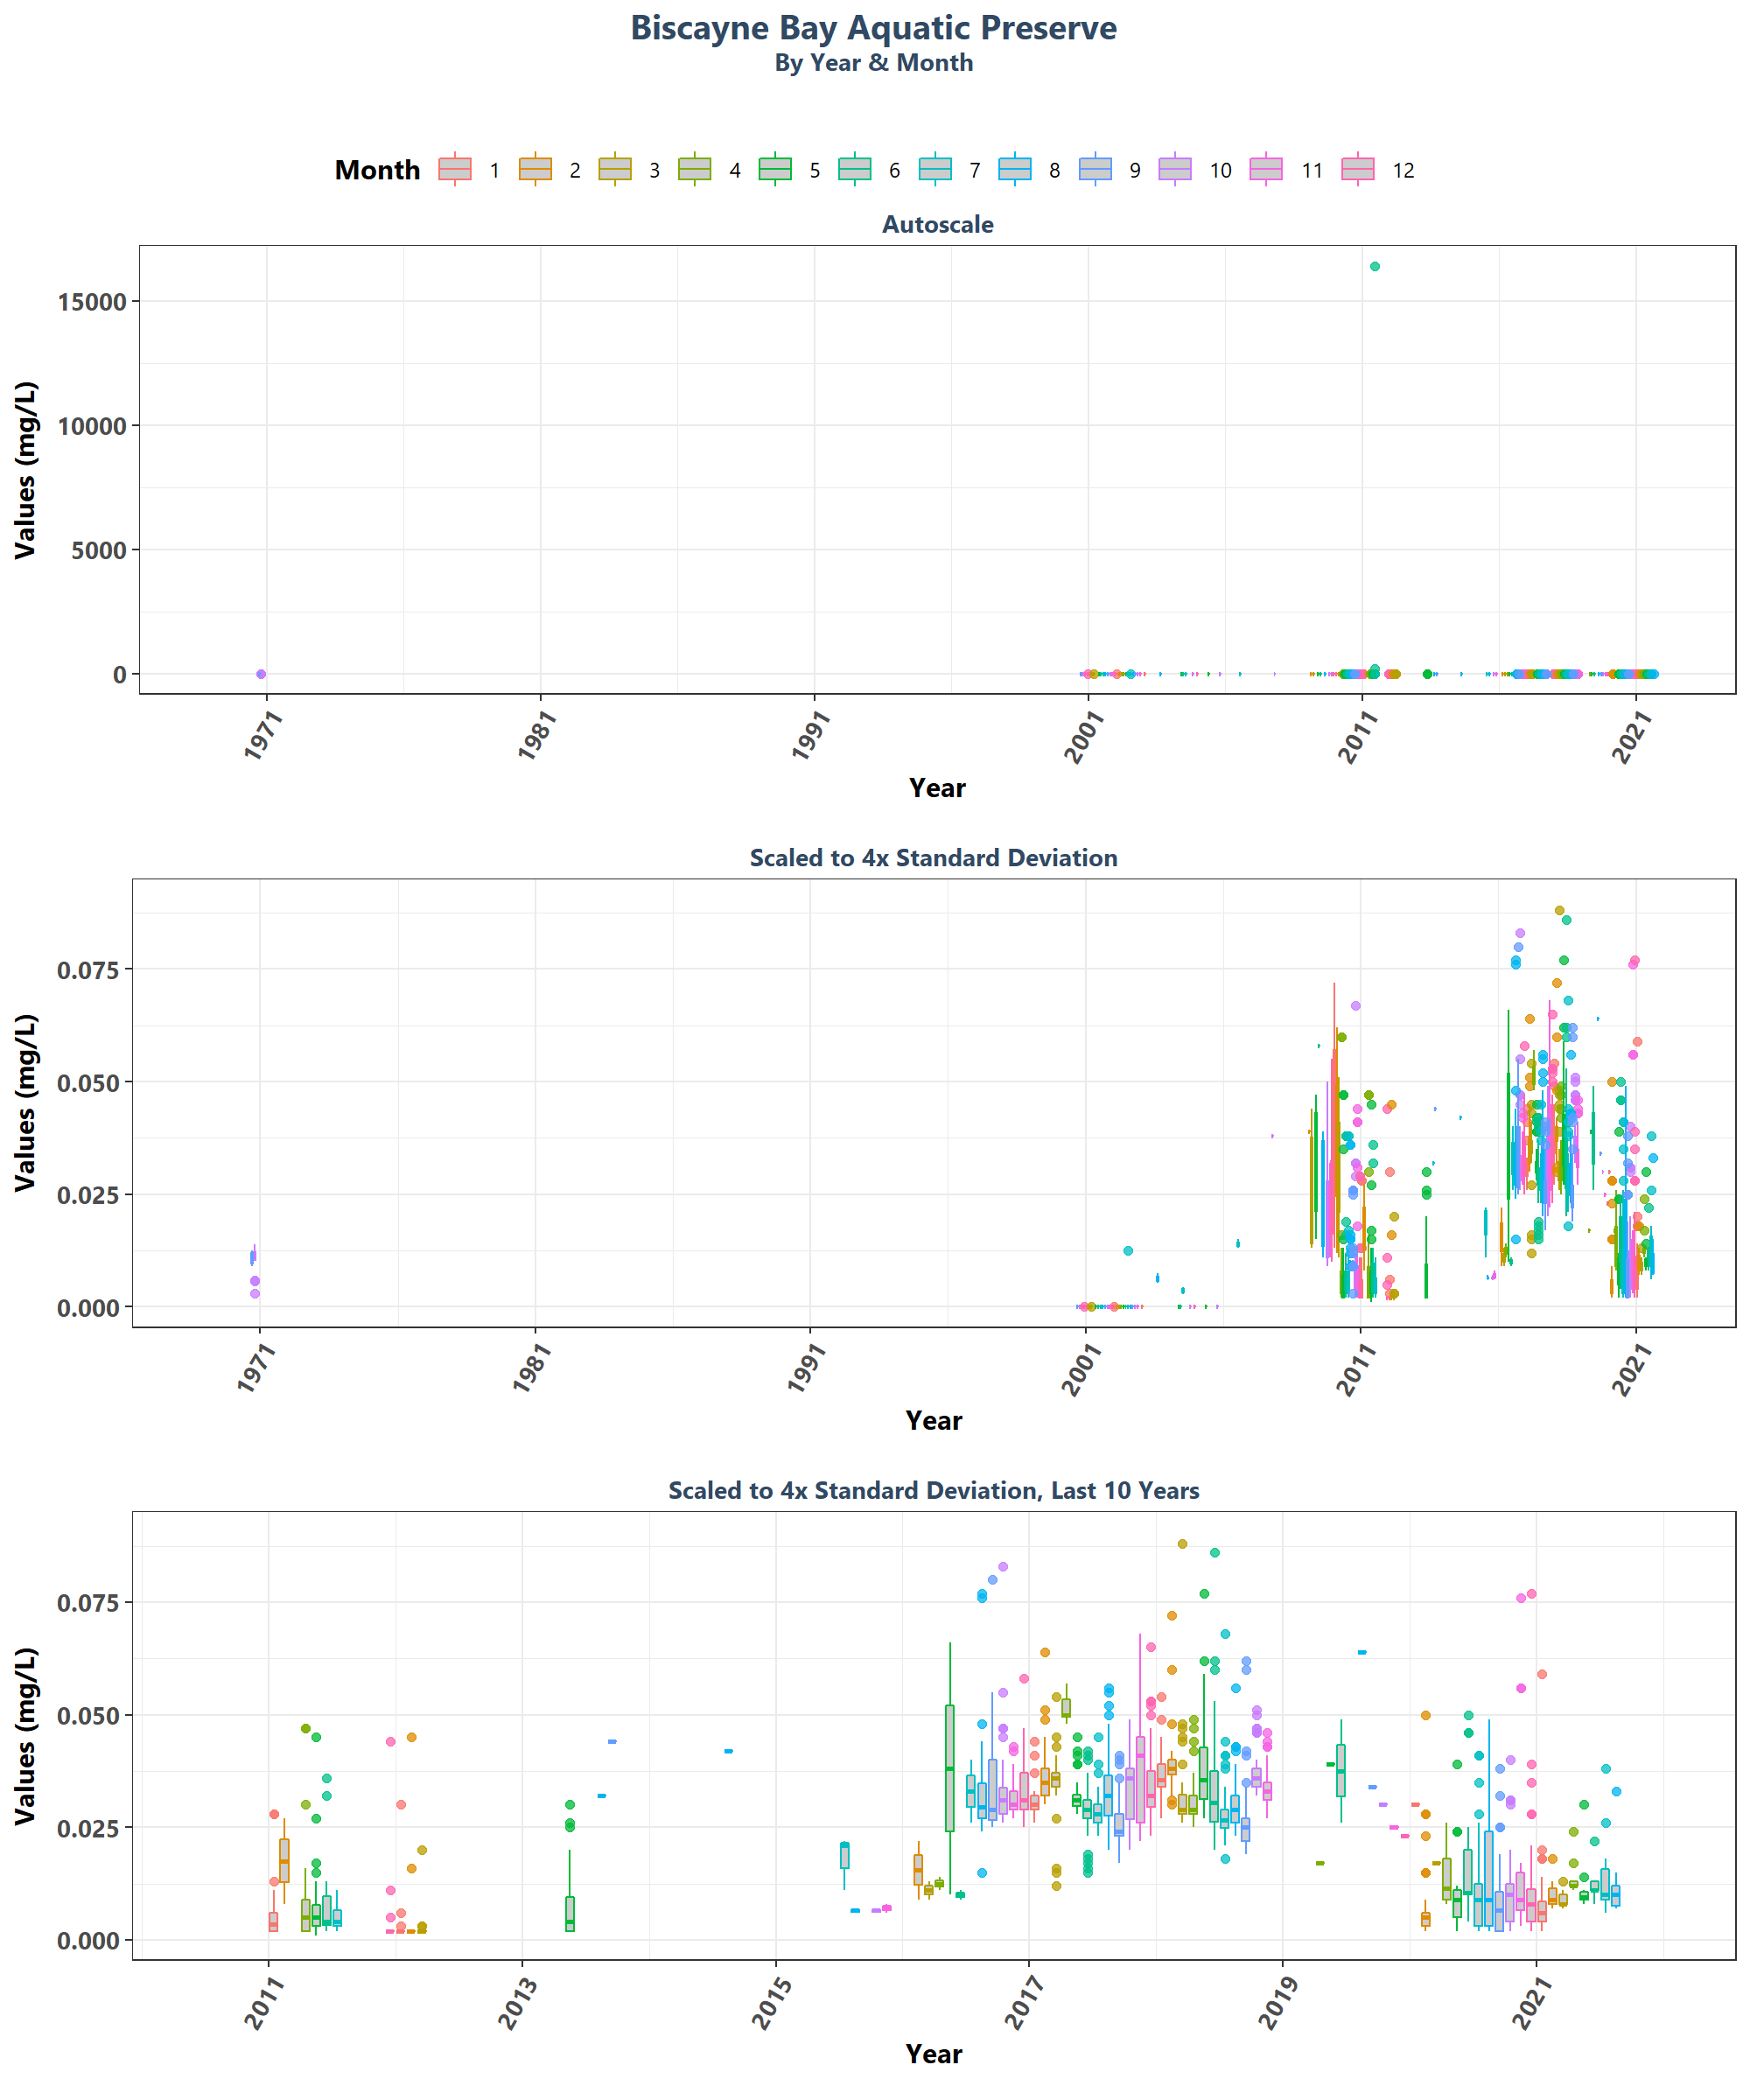 Biscayne Bay Aquatic Preserve
By Year & Month
Month 1 2 3 4 5 6 7 8 9 10 11 12
Autoscale
15000
10000
5000
0
Values (mg/L)
1971 1981 1991 2001 2011 2021
Year
Scaled to 4x Standard Deviation
0.075
0.050
0.025
0.000
Values (mg/L)
1971 1981 1991 2001 2011 2021
Year
Scaled to 4x Standard Deviation, Last 10 Years
0.075
0.050
0.025
0.000
Values (mg/L)
2011 2013 2015 2017 2019 2021
Year